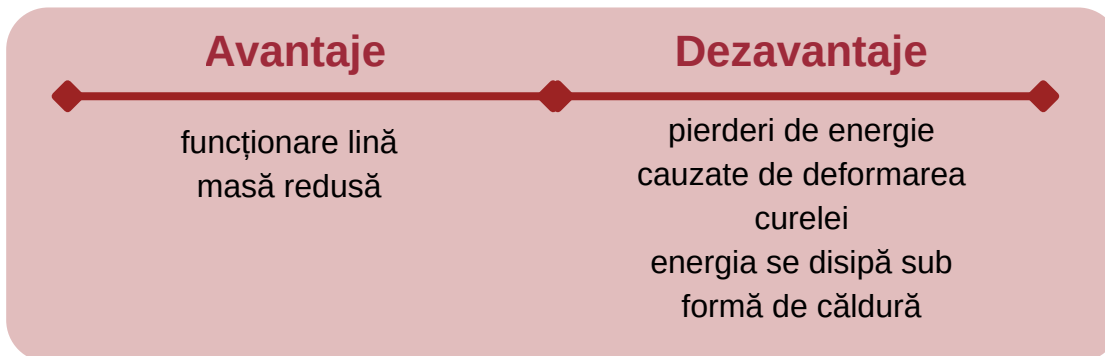 Avantaje
funcționare lină
masă redusă
Dezavantaje
pierderi de energie
cauzate de deformarea
curelei
energia se disipă sub
formă de căldură